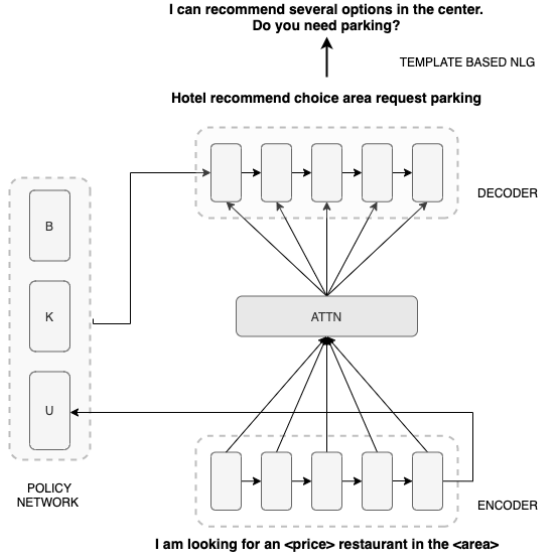 I can recommend several options in the center.
Do you need parking?
TEMPLATE BASED NLG
Hotel recommend choice area request parking
DECODER
B
K
ATTN
U
POLICY
NETWORK
ENCODER
I am looking for an <price> restaurant in the <area>